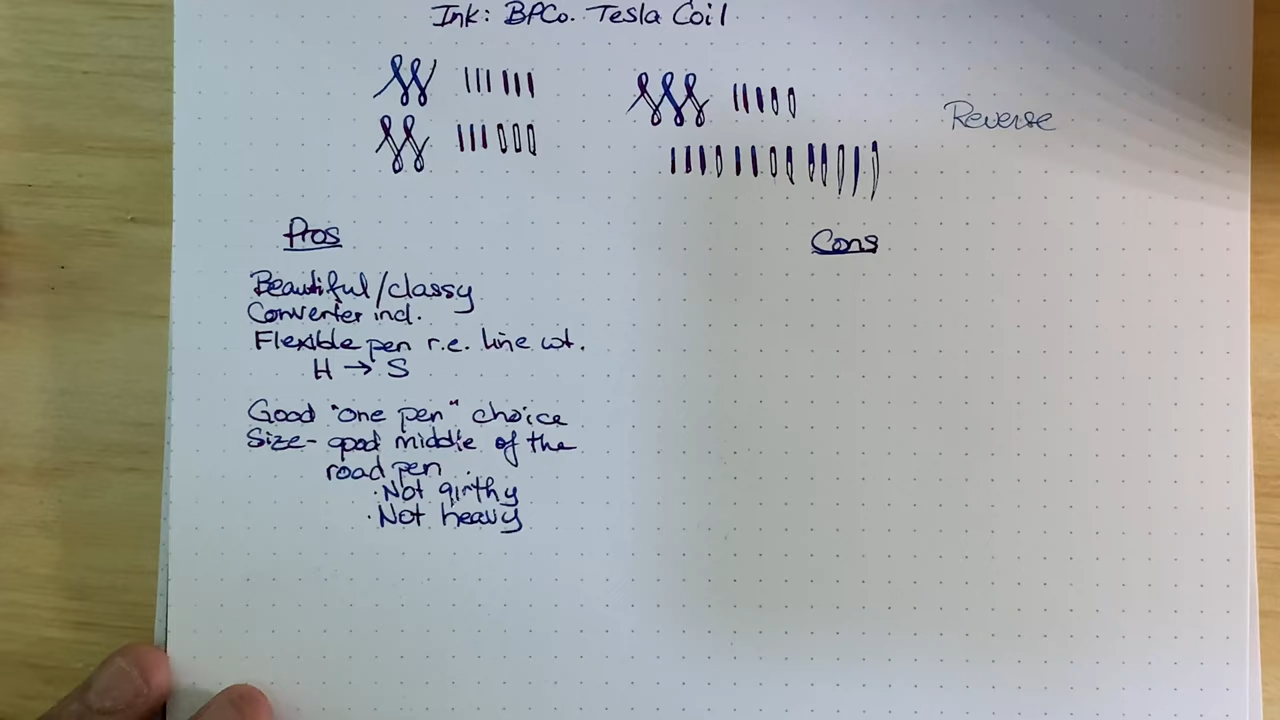 Ink: BPCo. Tesla Coil
Reverse
Pros
Beautiful/classy
Converter incl.
Flexible pen r.e. line wt.
H → S
Good "one pen" choice
Size- good middle of the
road pen
·Not girthy
·Not heavy
Cons